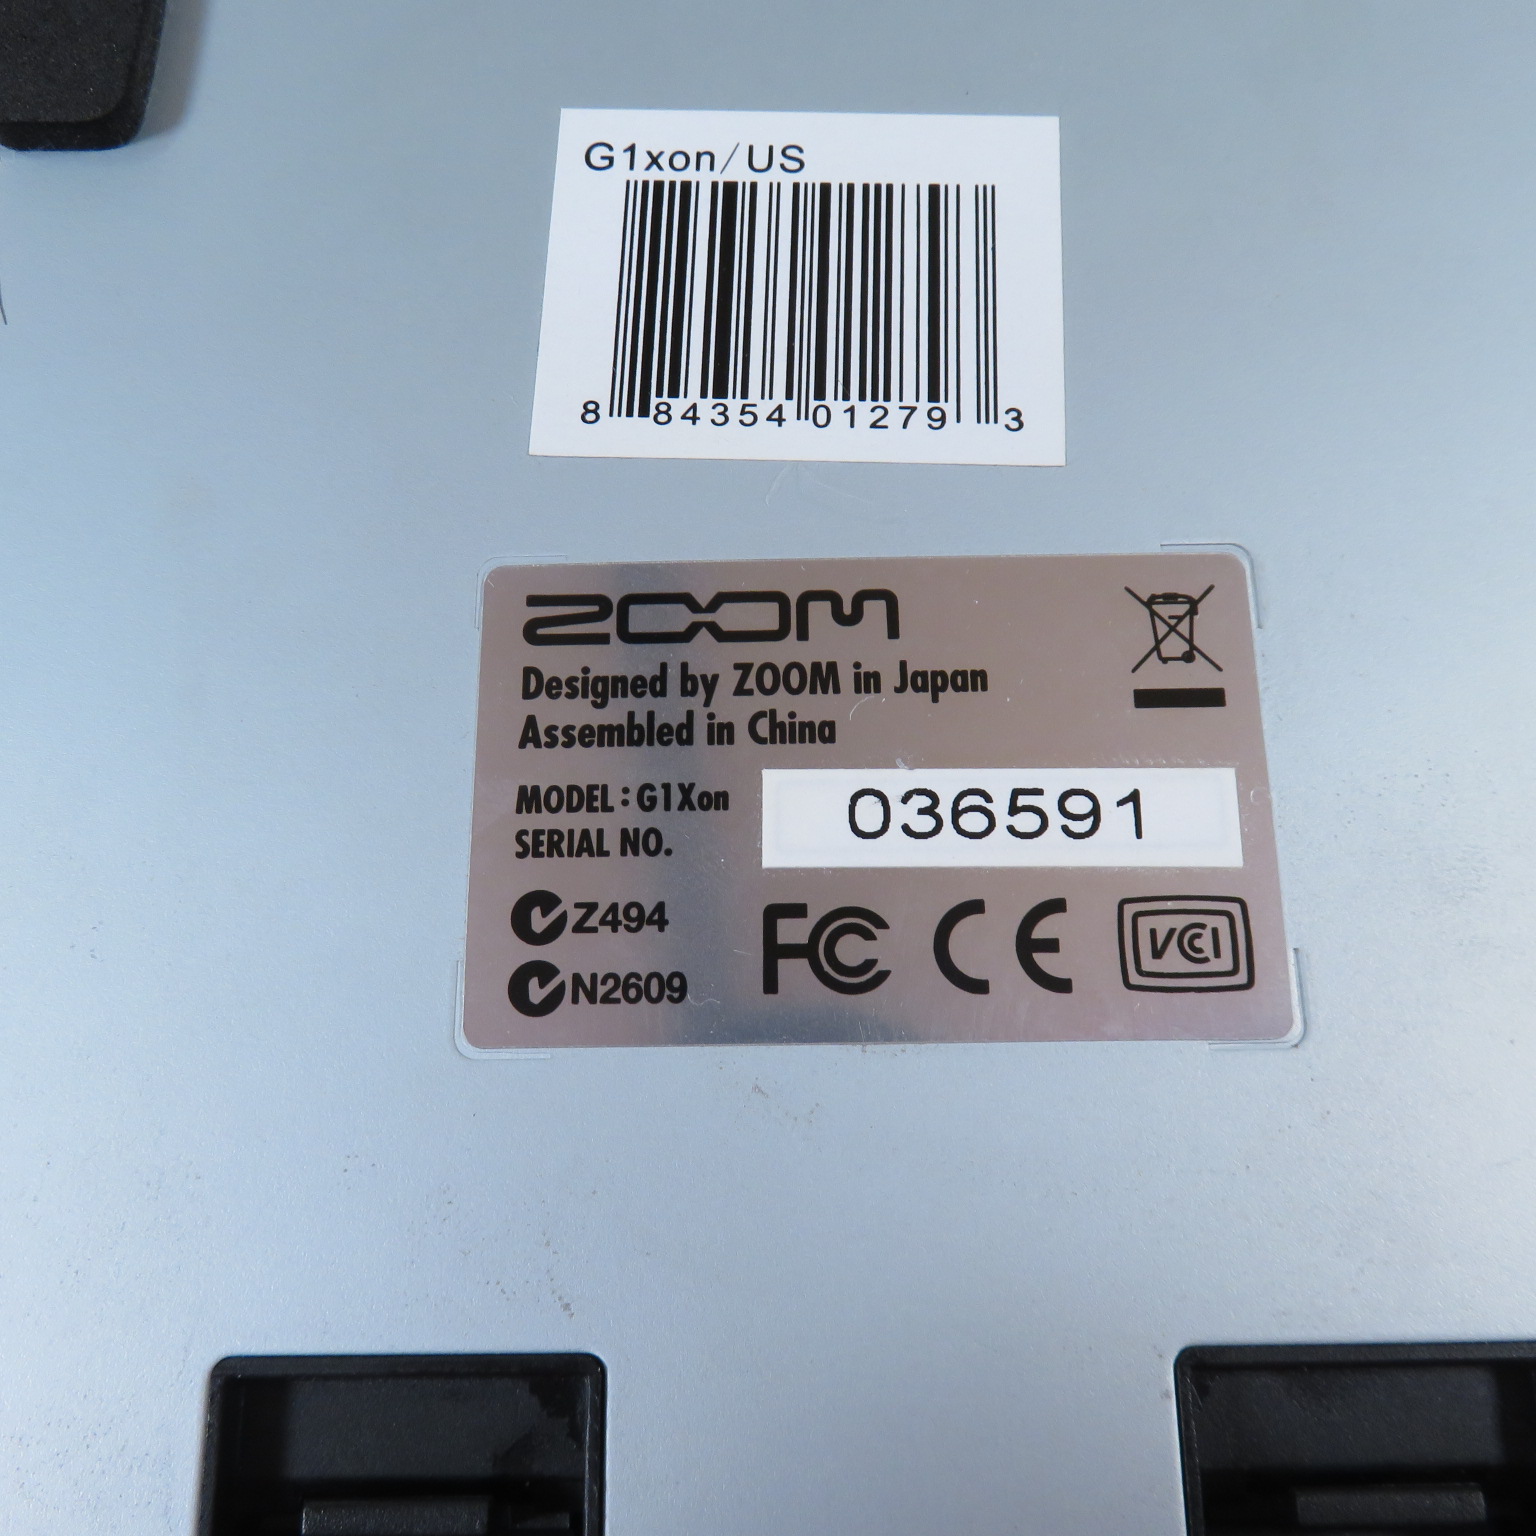 G1xon/US
8 84354 01279 3
ZOOM
Designed by ZOOM in Japan
Assembled in China
MODEL : G1Xon
SERIAL NO. 036591
Z494
N2609
FC CE VCCI